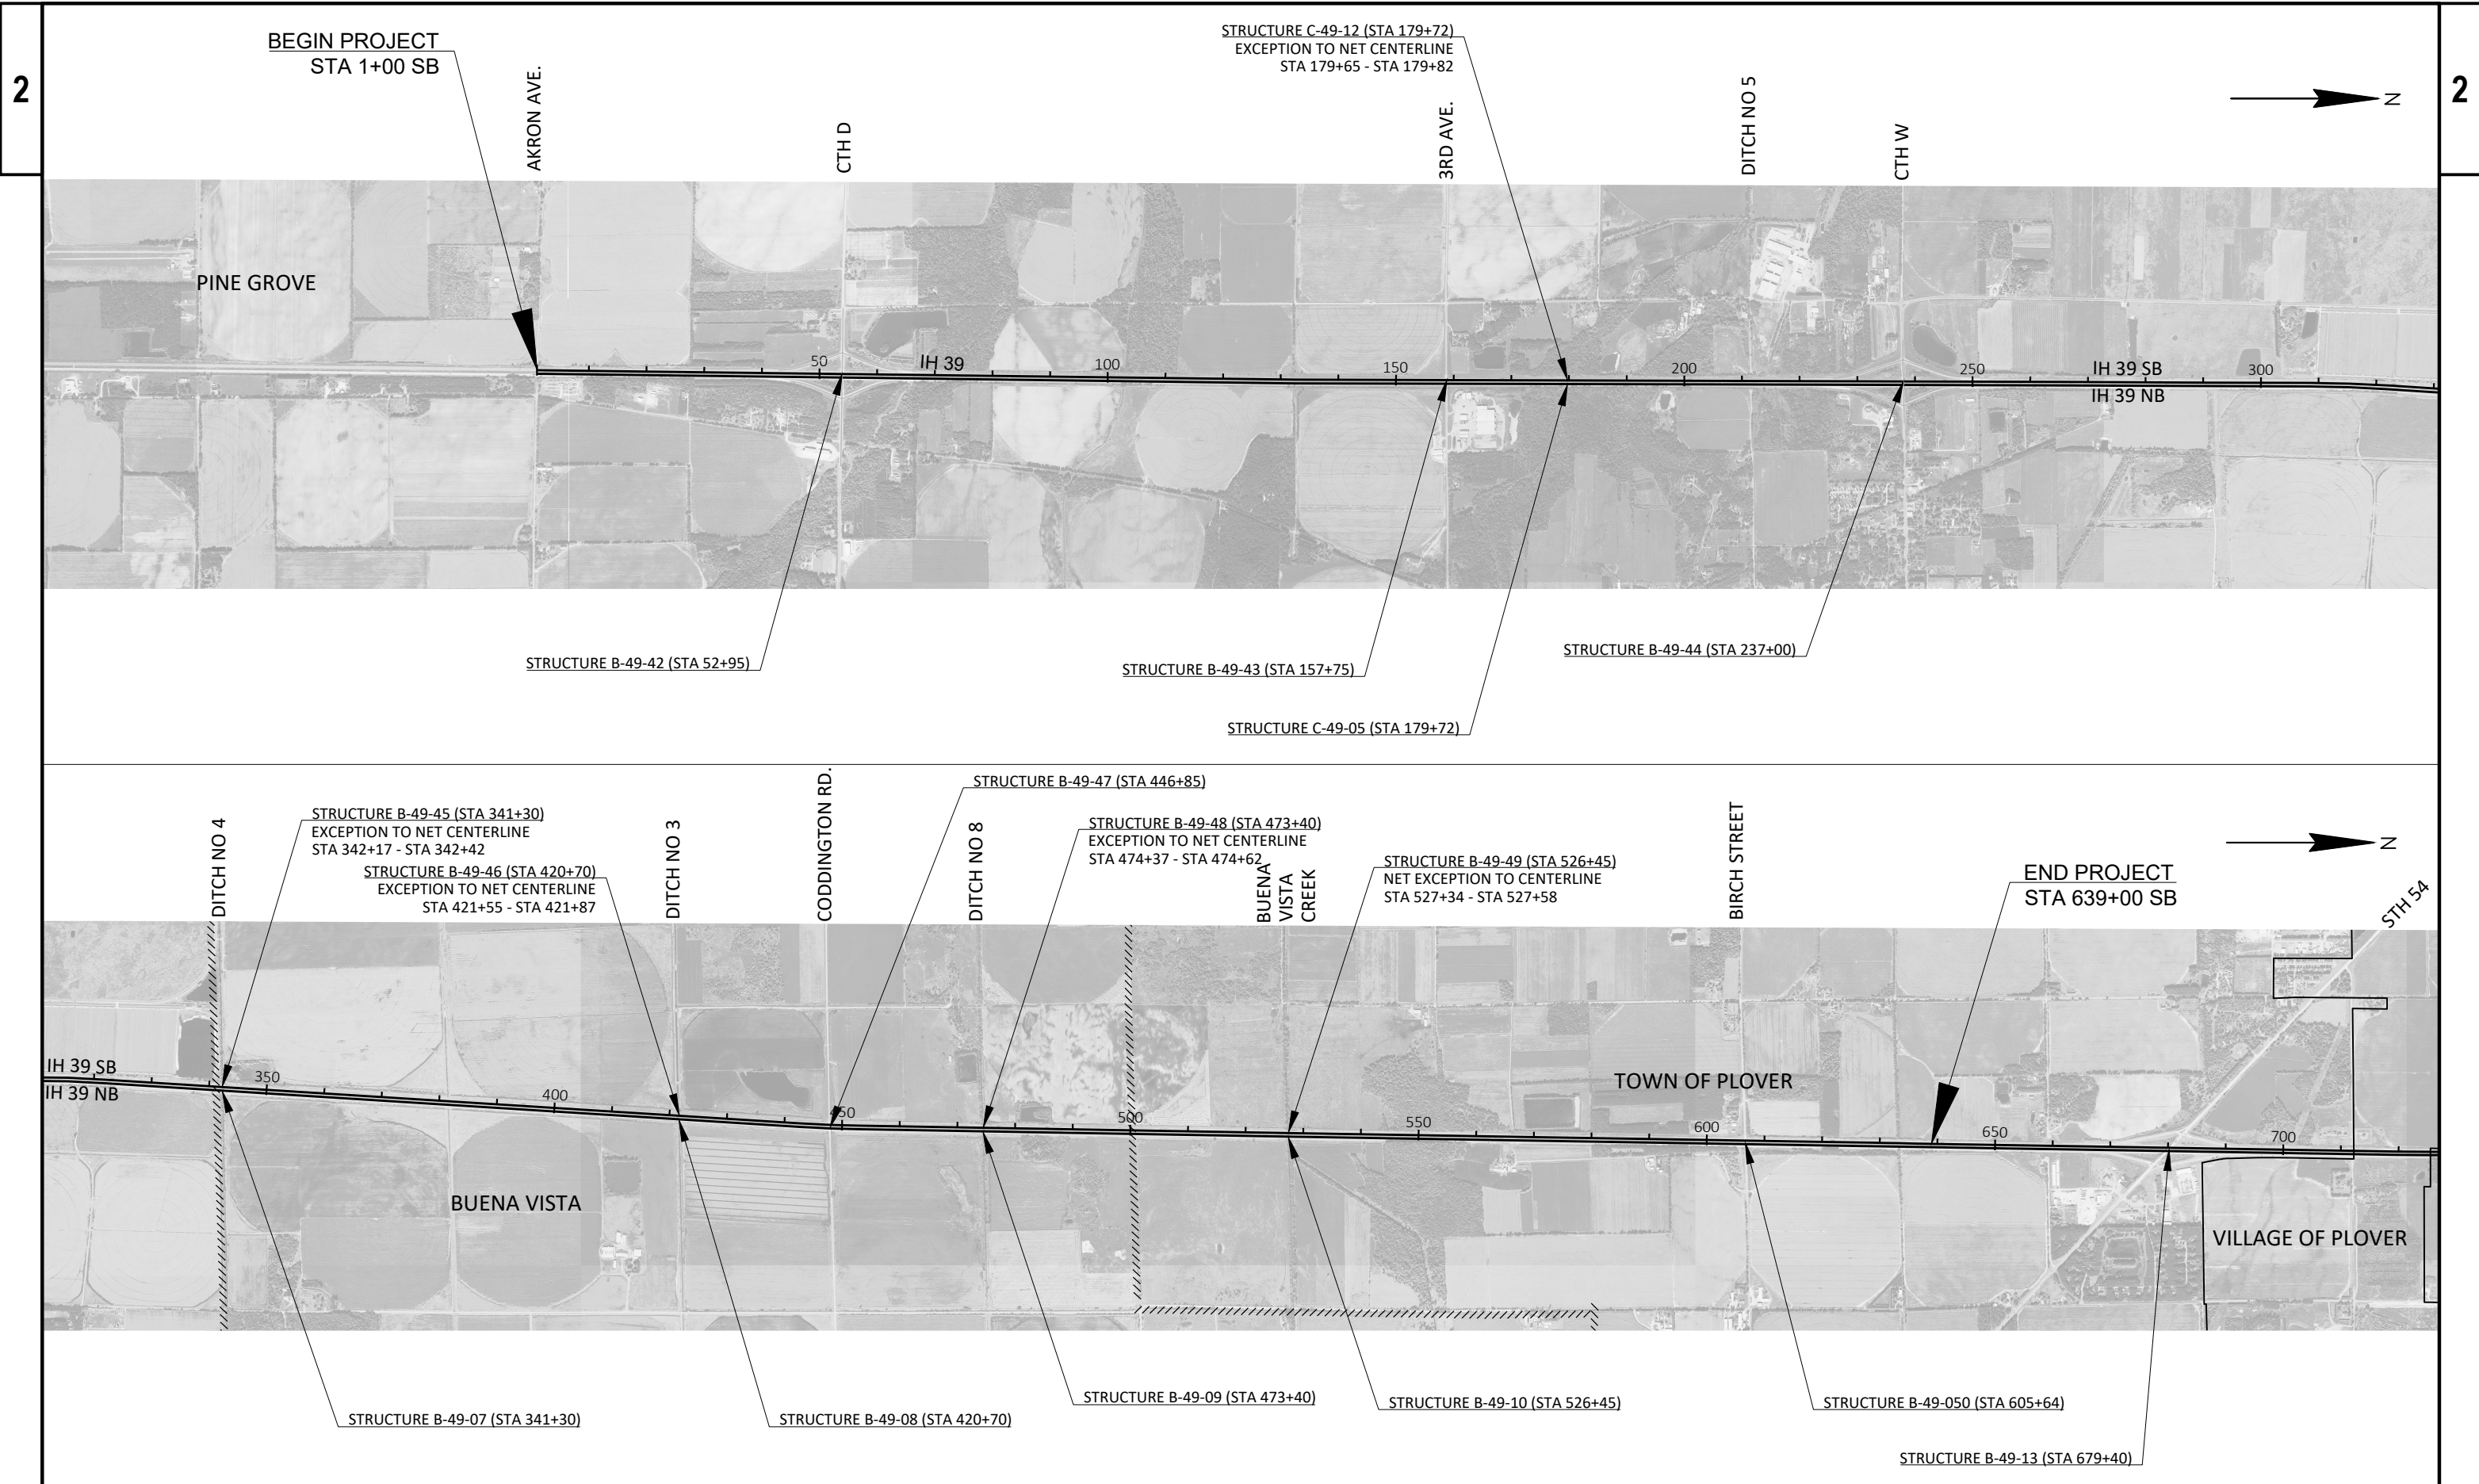 2
2
BEGIN PROJECT
STA 1+00 SB
AKRON AVE.
CTH D
STRUCTURE C-49-12 (STA 179+72)
EXCEPTION TO NET CENTERLINE
STA 179+65 - STA 179+82
3RD AVE.
DITCH NO 5
CTH W
N
PINE GROVE
50
IH 39
100
150
200
250
IH 39 SB
IH 39 NB
300
STRUCTURE B-49-42 (STA 52+95)
STRUCTURE B-49-43 (STA 157+75)
STRUCTURE B-49-44 (STA 237+00)
STRUCTURE C-49-05 (STA 179+72)
DITCH NO 4
STRUCTURE B-49-45 (STA 341+30)
EXCEPTION TO NET CENTERLINE
STA 342+17 - STA 342+42
STRUCTURE B-49-46 (STA 420+70)
EXCEPTION TO NET CENTERLINE
STA 421+55 - STA 421+87
DITCH NO 3
CODDINGTON RD.
STRUCTURE B-49-47 (STA 446+85)
DITCH NO 8
STRUCTURE B-49-48 (STA 473+40)
EXCEPTION TO NET CENTERLINE
STA 474+37 - STA 474+62
BUENA
VISTA
CREEK
STRUCTURE B-49-49 (STA 526+45)
NET EXCEPTION TO CENTERLINE
STA 527+34 - STA 527+58
BIRCH STREET
END PROJECT
STA 639+00 SB
N
STH 54
IH 39 SB
IH 39 NB
350
400
450
500
550
600
650
700
BUENA VISTA
TOWN OF PLOVER
VILLAGE OF PLOVER
STRUCTURE B-49-07 (STA 341+30)
STRUCTURE B-49-08 (STA 420+70)
STRUCTURE B-49-09 (STA 473+40)
STRUCTURE B-49-10 (STA 526+45)
STRUCTURE B-49-050 (STA 605+64)
STRUCTURE B-49-13 (STA 679+40)